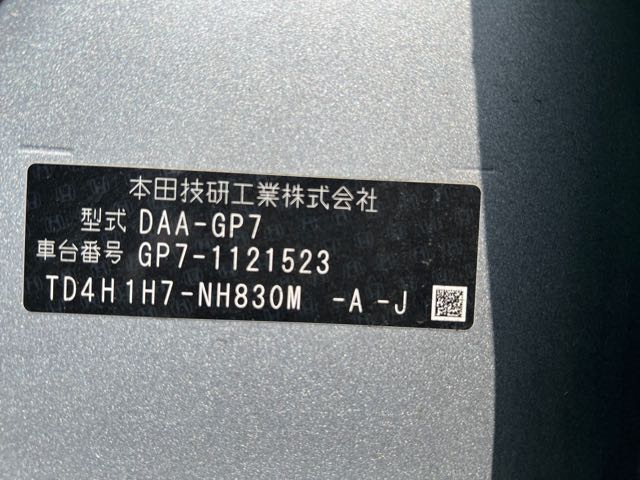 本田技研工業株式会社
型式 DAA-GP7
車台番号 GP7-1121523
TD4H1H7-NH830M -A -J